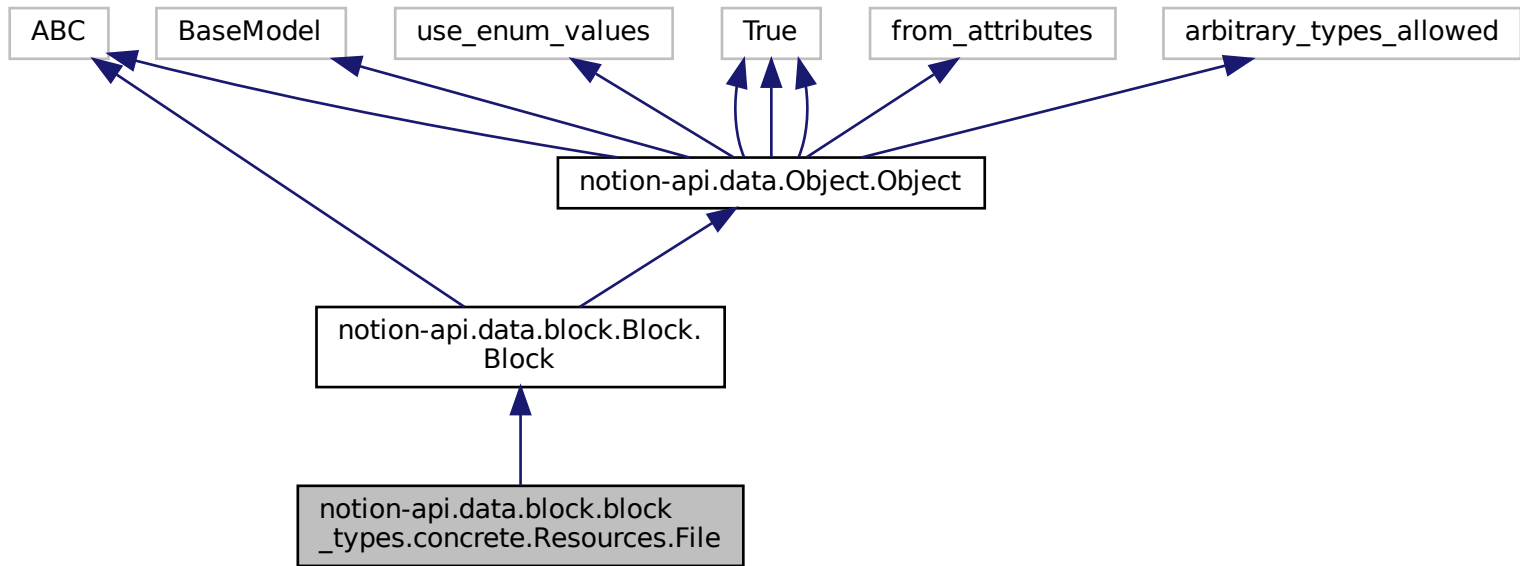 ABC
BaseModel
use_enum_values
True
from_attributes
arbitrary_types_allowed
notion-api.data.Object.Object
notion-api.data.block.Block.
Block
notion-api.data.block.block
_types.concrete.Resources.File